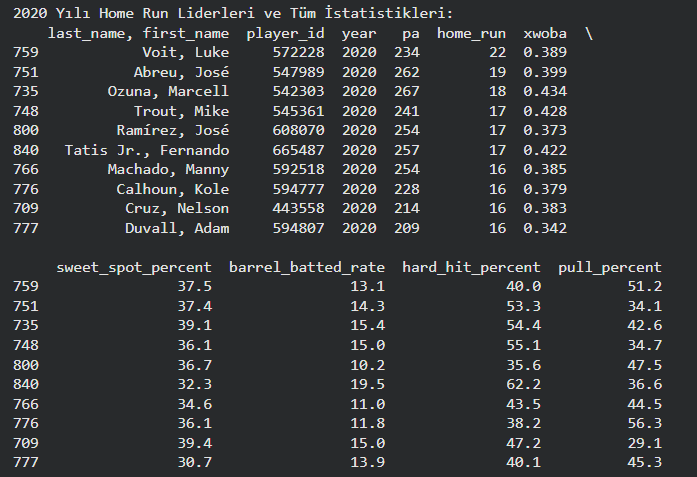 2020 Yılı Home Run Liderleri ve Tüm İstatistikleri:
last_name, first_name player_id year pa home_run xwoba \
759 Voit, Luke 572228 2020 234 22 0.389
751 Abreu, José 547989 2020 262 19 0.399
735 Ozuna, Marcell 542303 2020 267 18 0.434
748 Trout, Mike 545361 2020 241 17 0.428
800 Ramírez, José 608070 2020 254 17 0.373
840 Tatis Jr., Fernando 665487 2020 257 17 0.422
766 Machado, Manny 592518 2020 254 16 0.385
776 Calhoun, Kole 594777 2020 228 16 0.379
709 Cruz, Nelson 443558 2020 214 16 0.383
777 Duvall, Adam 594807 2020 209 16 0.342
sweet_spot_percent barrel_batted_rate hard_hit_percent pull_percent
759 37.5 13.1 40.0 51.2
751 37.4 14.3 53.3 34.1
735 39.1 15.4 54.4 42.6
748 36.1 15.0 55.1 34.7
800 36.7 10.2 35.6 47.5
840 32.3 19.5 62.2 36.6
766 34.6 11.0 43.5 44.5
776 36.1 11.8 38.2 56.3
709 39.4 15.0 47.2 29.1
777 30.7 13.9 40.1 45.3